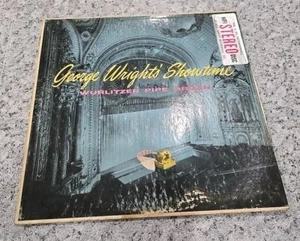 George Wright's Showtime
WURLITZER PIPE ORGAN
STEREO